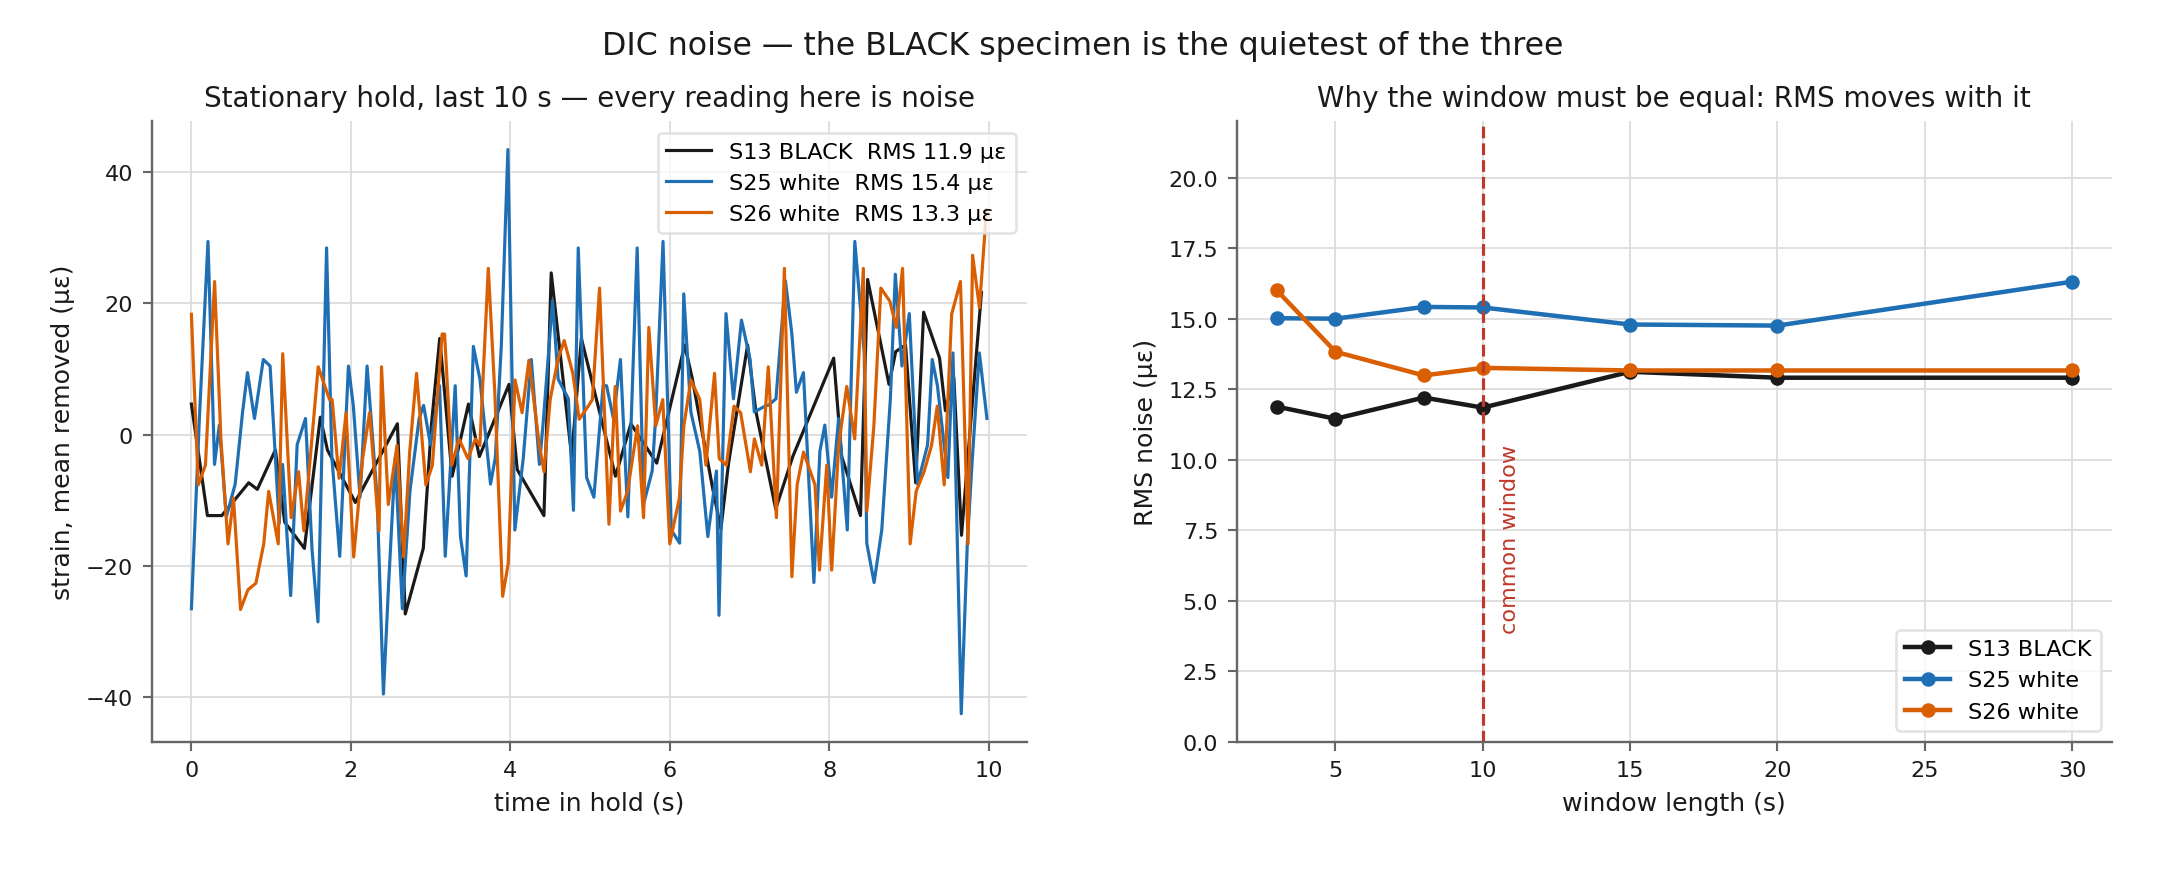 DIC noise — the BLACK specimen is the quietest of the three
Stationary hold, last 10 s — every reading here is noise
strain, mean removed (με)
40
20
0
−20
−40
S13 BLACK  RMS 11.9 με
S25 white  RMS 15.4 με
S26 white  RMS 13.3 με
0
2
4
6
8
10
time in hold (s)
Why the window must be equal: RMS moves with it
RMS noise (με)
20.0
17.5
15.0
12.5
10.0
7.5
5.0
2.5
0.0
common window
S13 BLACK
S25 white
S26 white
5
10
15
20
25
30
window length (s)